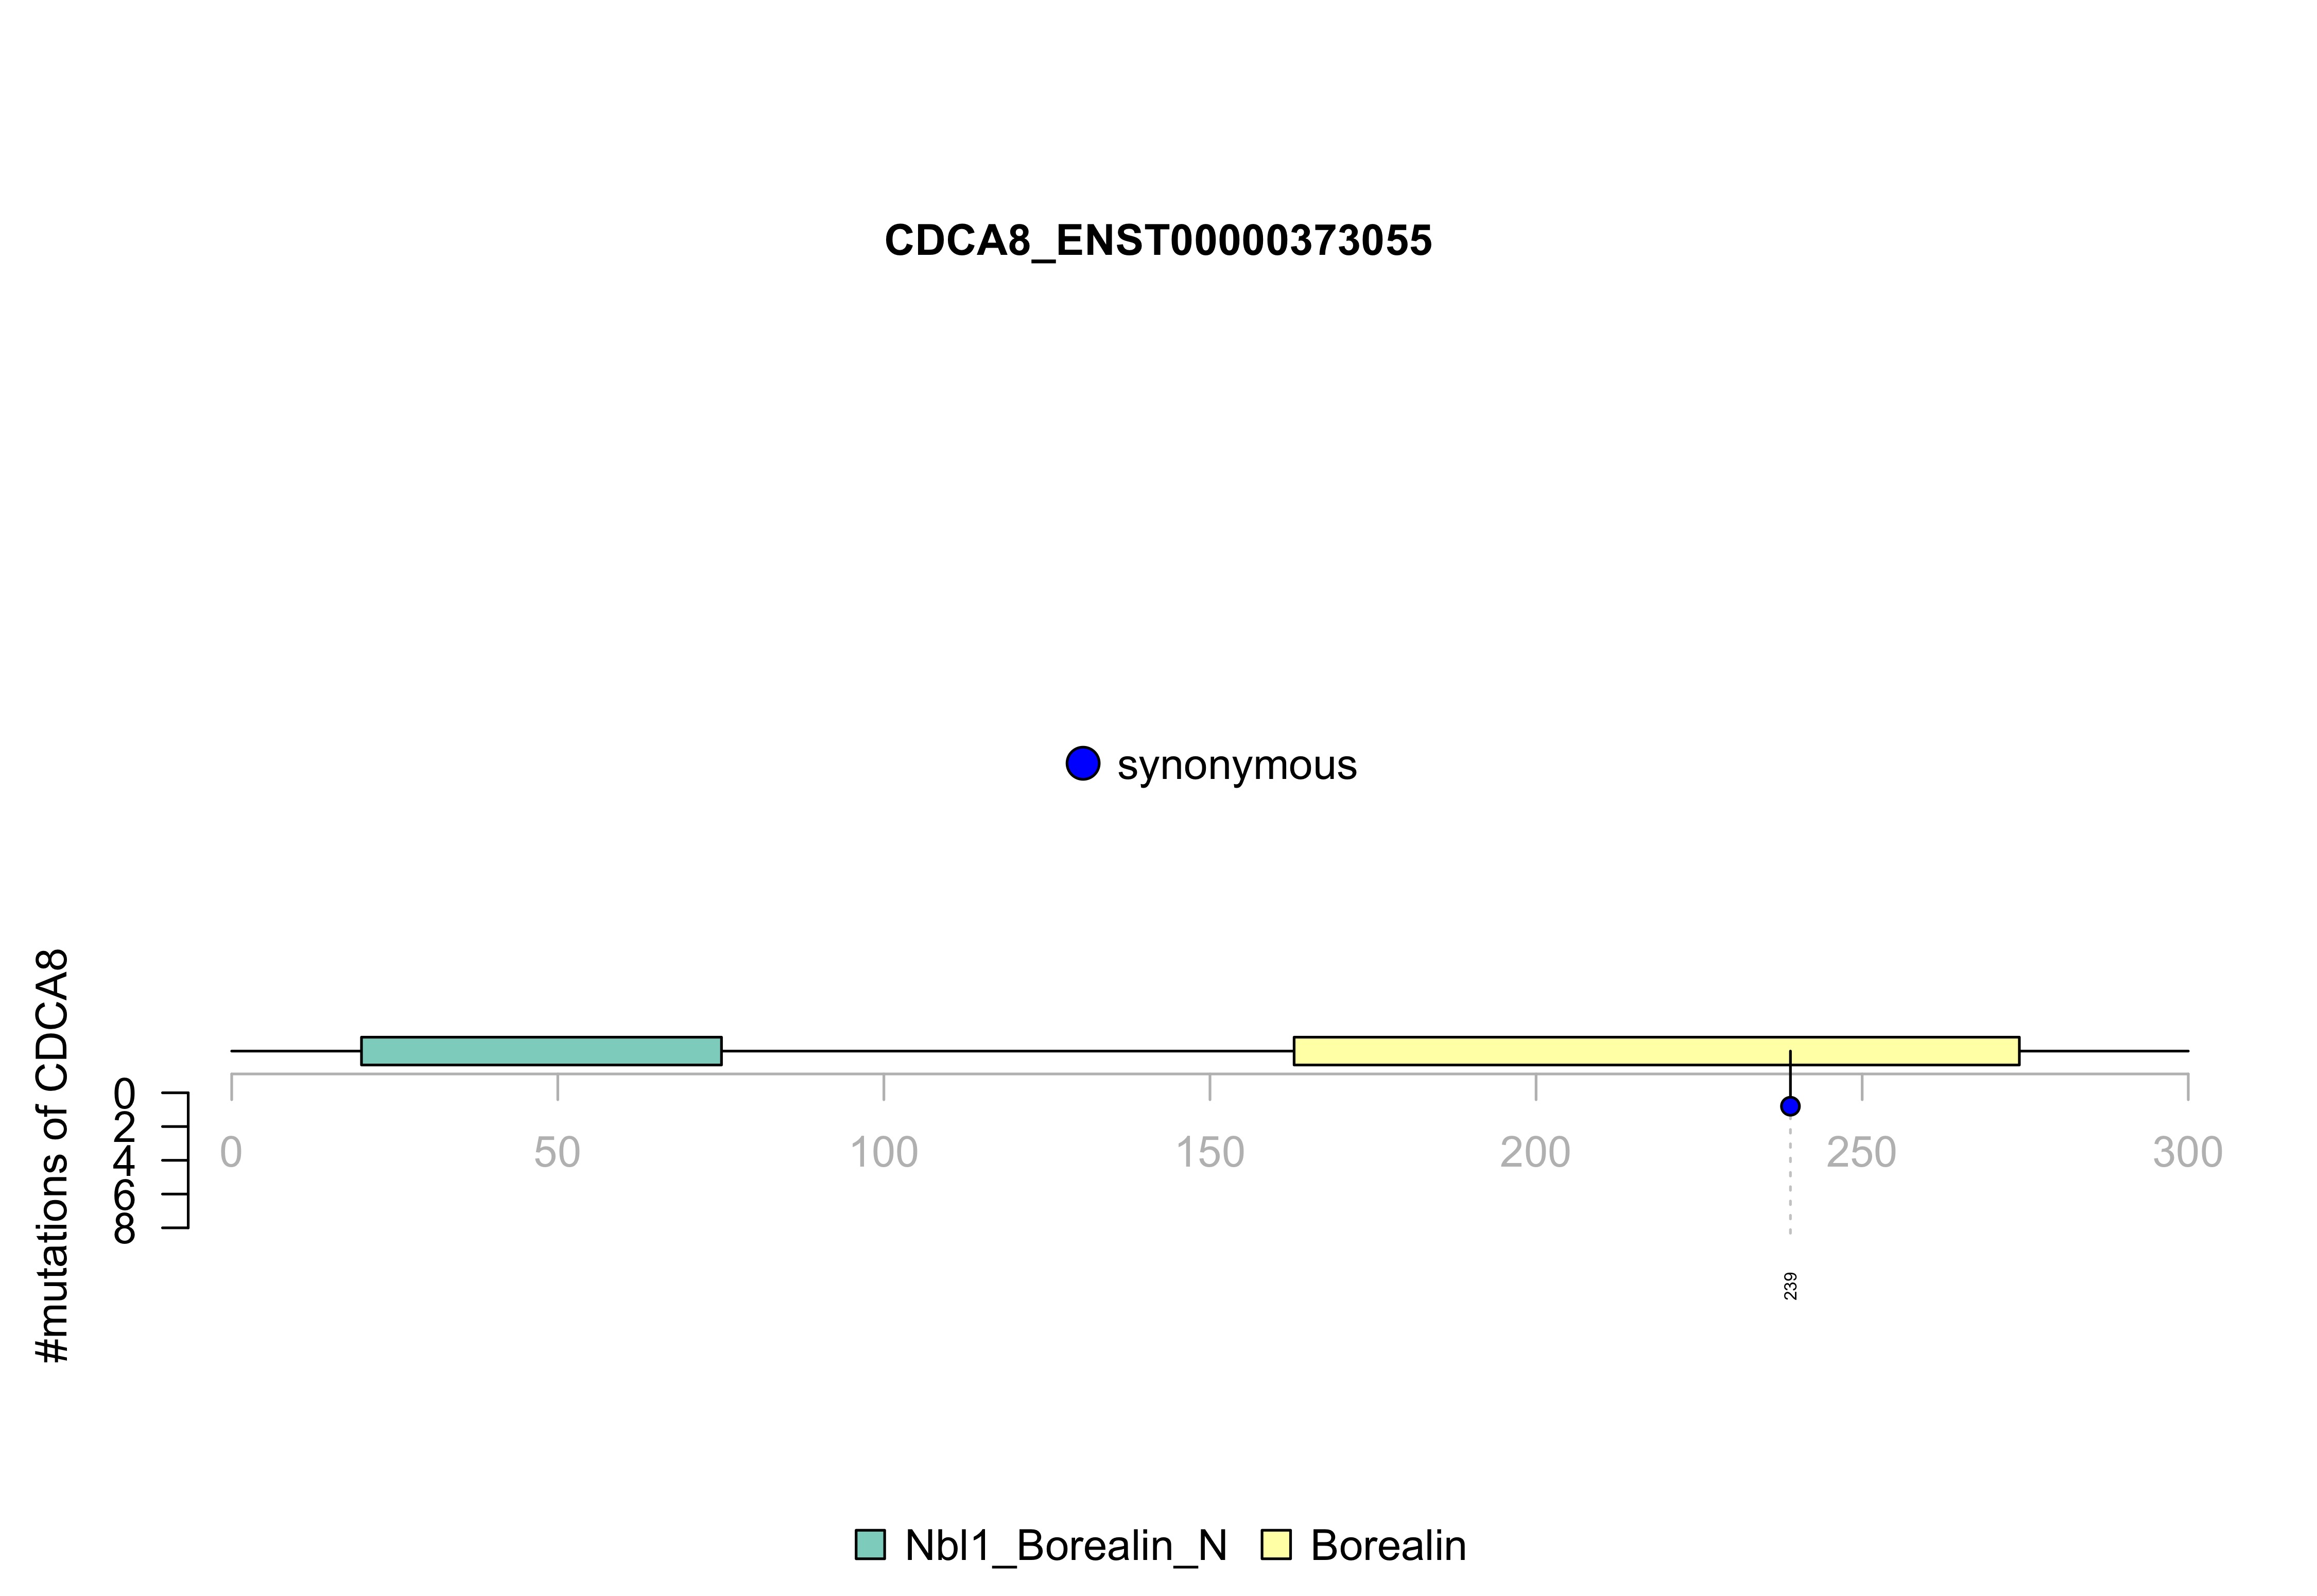 CDCA8_ENST00000373055
synonymous
#mutations of CDCA8
0
2
4
6
8
0 50 100 150 200 250 300
239
Nbl1_Borealin_N Borealin